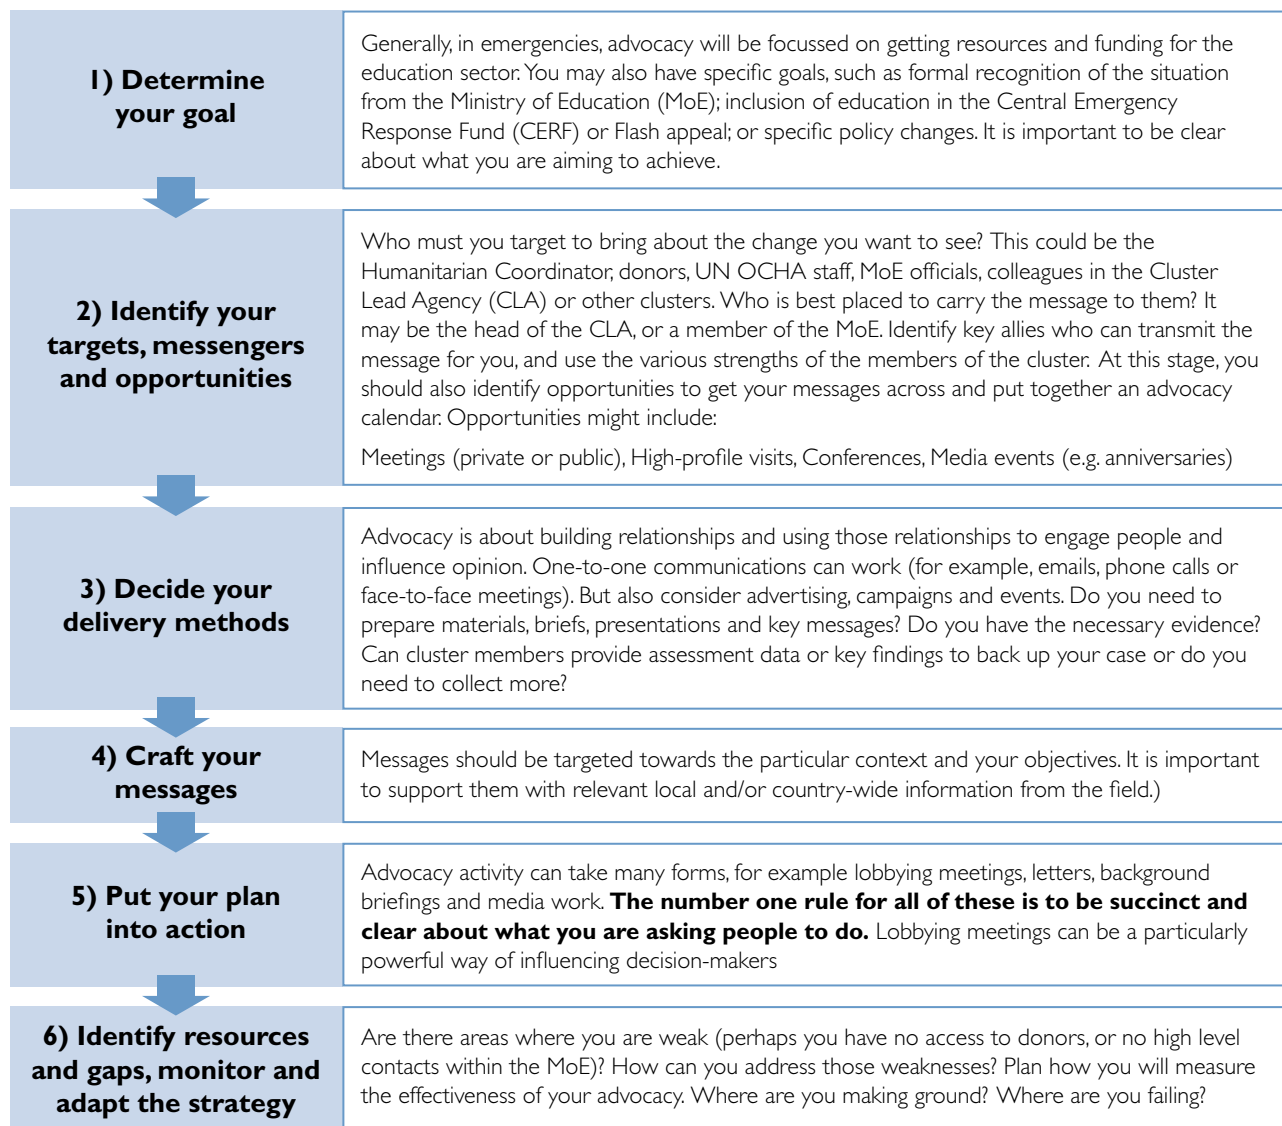 1) Determine
your goal
Generally, in emergencies, advocacy will be focussed on getting resources and funding for the
education sector. You may also have specific goals, such as formal recognition of the situation
from the Ministry of Education (MoE); inclusion of education in the Central Emergency
Response Fund (CERF) or Flash appeal; or specific policy changes. It is important to be clear
about what you are aiming to achieve.
2) Identify your
targets, messengers
and opportunities
Who must you target to bring about the change you want to see? This could be the
Humanitarian Coordinator, donors, UN OCHA staff, MoE officials, colleagues in the Cluster
Lead Agency (CLA) or other clusters. Who is best placed to carry the message to them? It
may be the head of the CLA, or a member of the MoE. Identify key allies who can transmit the
message for you, and use the various strengths of the members of the cluster. At this stage, you
should also identify opportunities to get your messages across and put together an advocacy
calendar. Opportunities might include:
Meetings (private or public), High-profile visits, Conferences, Media events (e.g. anniversaries)
3) Decide your
delivery methods
Advocacy is about building relationships and using those relationships to engage people and
influence opinion. One-to-one communications can work (for example, emails, phone calls or
face-to-face meetings). But also consider advertising, campaigns and events. Do you need to
prepare materials, briefs, presentations and key messages? Do you have the necessary evidence?
Can cluster members provide assessment data or key findings to back up your case or do you
need to collect more?
4) Craft your
messages
Messages should be targeted towards the particular context and your objectives. It is important
to support them with relevant local and/or country-wide information from the field.)
5) Put your plan
into action
Advocacy activity can take many forms, for example lobbying meetings, letters, background
briefings and media work. The number one rule for all of these is to be succinct and
clear about what you are asking people to do. Lobbying meetings can be a particularly
powerful way of influencing decision-makers
6) Identify resources
and gaps, monitor and
adapt the strategy
Are there areas where you are weak (perhaps you have no access to donors, or no high level
contacts within the MoE)? How can you address those weaknesses? Plan how you will measure
the effectiveness of your advocacy. Where are you making ground? Where are you failing?